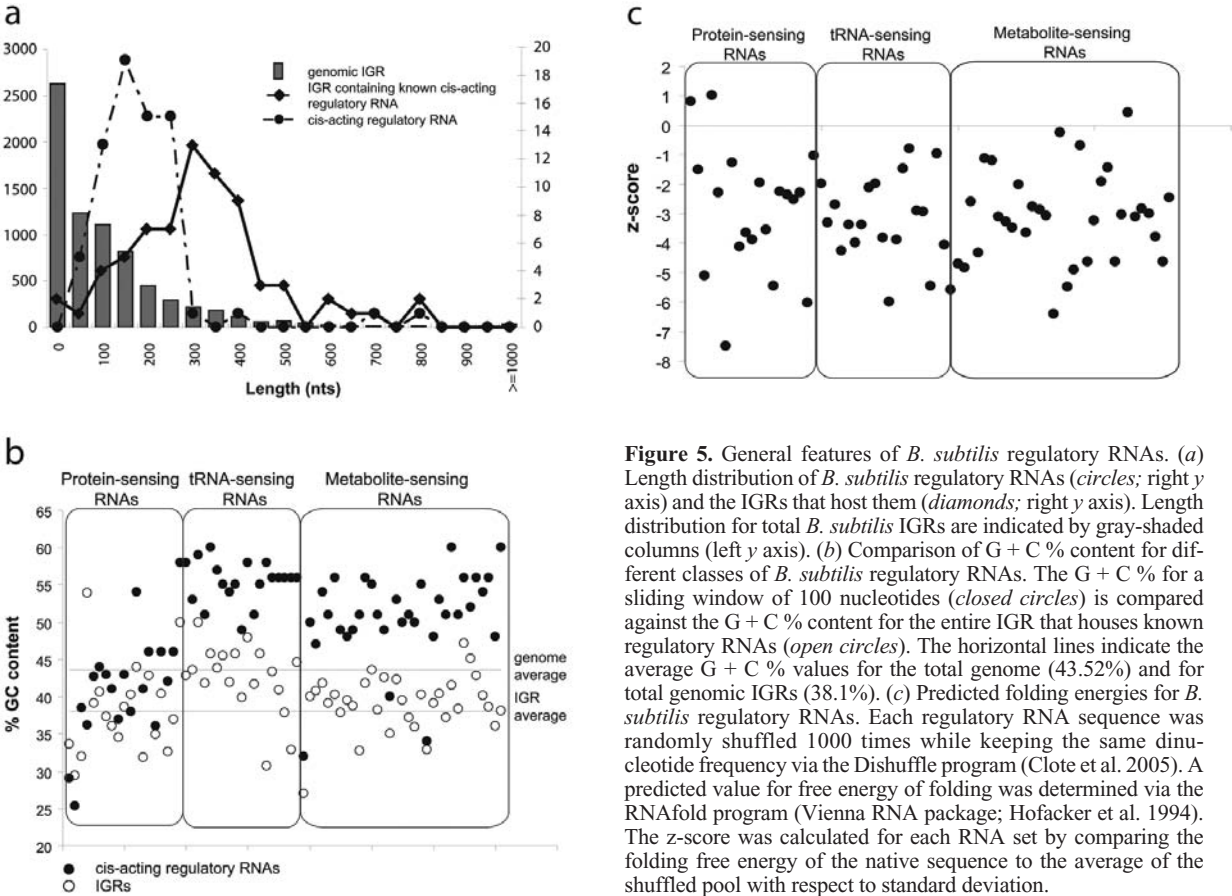 a
3000
2500
2000
1500
1000
500
0
20
18
16
14
12
10
8
6
4
2
0
genomic IGR
IGR containing known cis-acting
regulatory RNA
cis-acting regulatory RNA
0
100
200
300
400
500
600
700
800
900
>=1000
Length (nts)
b
Protein-sensing
RNAs
tRNA-sensing
RNAs
Metabolite-sensing
RNAs
% GC content
65
60
55
50
45
40
35
30
25
20
genome
average
IGR
average
cis-acting regulatory RNAs
IGRs
c
Protein-sensing
RNAs
tRNA-sensing
RNAs
Metabolite-sensing
RNAs
z-score
2
1
0
-1
-2
-3
-4
-5
-6
-7
-8
Figure 5. General features of B. subtilis regulatory RNAs. (a)
Length distribution of B. subtilis regulatory RNAs (circles; right y
axis) and the IGRs that host them (diamonds; right y axis). Length
distribution for total B. subtilis IGRs are indicated by gray-shaded
columns (left y axis). (b) Comparison of G + C % content for dif-
ferent classes of B. subtilis regulatory RNAs. The G + C % for a
sliding window of 100 nucleotides (closed circles) is compared
against the G + C % content for the entire IGR that houses known
regulatory RNAs (open circles). The horizontal lines indicate the
average G + C % values for the total genome (43.52%) and for
total genomic IGRs (38.1%). (c) Predicted folding energies for B.
subtilis regulatory RNAs. Each regulatory RNA sequence was
randomly shuffled 1000 times while keeping the same dinu-
cleotide frequency via the Dishuffle program (Clote et al. 2005). A
predicted value for free energy of folding was determined via the
RNAfold program (Vienna RNA package; Hofacker et al. 1994).
The z-score was calculated for each RNA set by comparing the
folding free energy of the native sequence to the average of the
shuffled pool with respect to standard deviation.